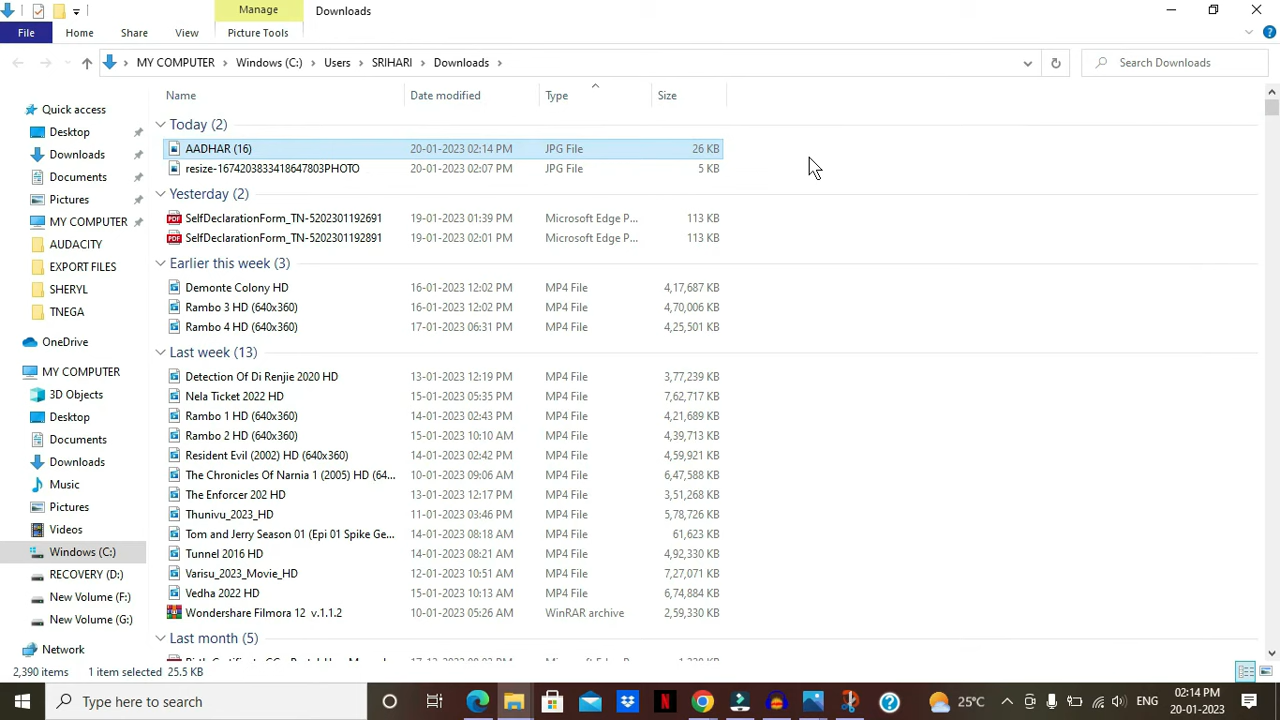 Manage
Downloads
File
Home
Share
View
Picture Tools
MY COMPUTER
Windows (C:)
Users
SRIHARI
Downloads
Search Downloads
Name
Date modified
Type
Size
Quick access
Desktop
Downloads
Documents
Pictures
MY COMPUTER
AUDACITY
EXPORT FILES
SHERYL
TNEGA
OneDrive
MY COMPUTER
3D Objects
Desktop
Documents
Downloads
Music
Pictures
Videos
Windows (C:)
RECOVERY (D:)
New Volume (F:)
New Volume (G:)
Network
Today (2)
AADHAR (16) 20-01-2023 02:14 PM JPG File 26 KB
resize-1674203833418647803PHOTO 20-01-2023 02:07 PM JPG File 5 KB
Yesterday (2)
SelfDeclarationForm_TN-5202301192691 19-01-2023 01:39 PM Microsoft Edge P... 113 KB
SelfDeclarationForm_TN-5202301192891 19-01-2023 02:01 PM Microsoft Edge P... 113 KB
Earlier this week (3)
Demonte Colony HD 16-01-2023 12:02 PM MP4 File 4,17,687 KB
Rambo 3 HD (640x360) 16-01-2023 12:02 PM MP4 File 4,70,006 KB
Rambo 4 HD (640x360) 17-01-2023 06:31 PM MP4 File 4,25,501 KB
Last week (13)
Detection Of Di Renjie 2020 HD 13-01-2023 12:19 PM MP4 File 3,77,239 KB
Nela Ticket 2022 HD 15-01-2023 05:35 PM MP4 File 7,62,717 KB
Rambo 1 HD (640x360) 14-01-2023 02:43 PM MP4 File 4,21,689 KB
Rambo 2 HD (640x360) 15-01-2023 10:10 AM MP4 File 4,39,713 KB
Resident Evil (2002) HD (640x360) 14-01-2023 02:42 PM MP4 File 4,59,921 KB
The Chronicles Of Narnia 1 (2005) HD (64... 10-01-2023 09:06 AM MP4 File 6,47,588 KB
The Enforcer 202 HD 13-01-2023 12:17 PM MP4 File 3,51,268 KB
Thunivu_2023_HD 11-01-2023 03:46 PM MP4 File 5,78,726 KB
Tom and Jerry Season 01 (Epi 01 Spike Ge... 14-01-2023 08:18 AM MP4 File 61,623 KB
Tunnel 2016 HD 14-01-2023 08:21 AM MP4 File 4,92,330 KB
Varisu_2023_Movie_HD 12-01-2023 10:51 AM MP4 File 7,27,071 KB
Vedha 2022 HD 15-01-2023 10:13 AM MP4 File 6,74,884 KB
Wondershare Filmora 12 v.1.1.2 10-01-2023 05:26 AM WinRAR archive 2,59,330 KB
Last month (5)
2,390 items 1 item selected 25.5 KB
Type here to search
25°C
ENG
02:14 PM
20-01-2023